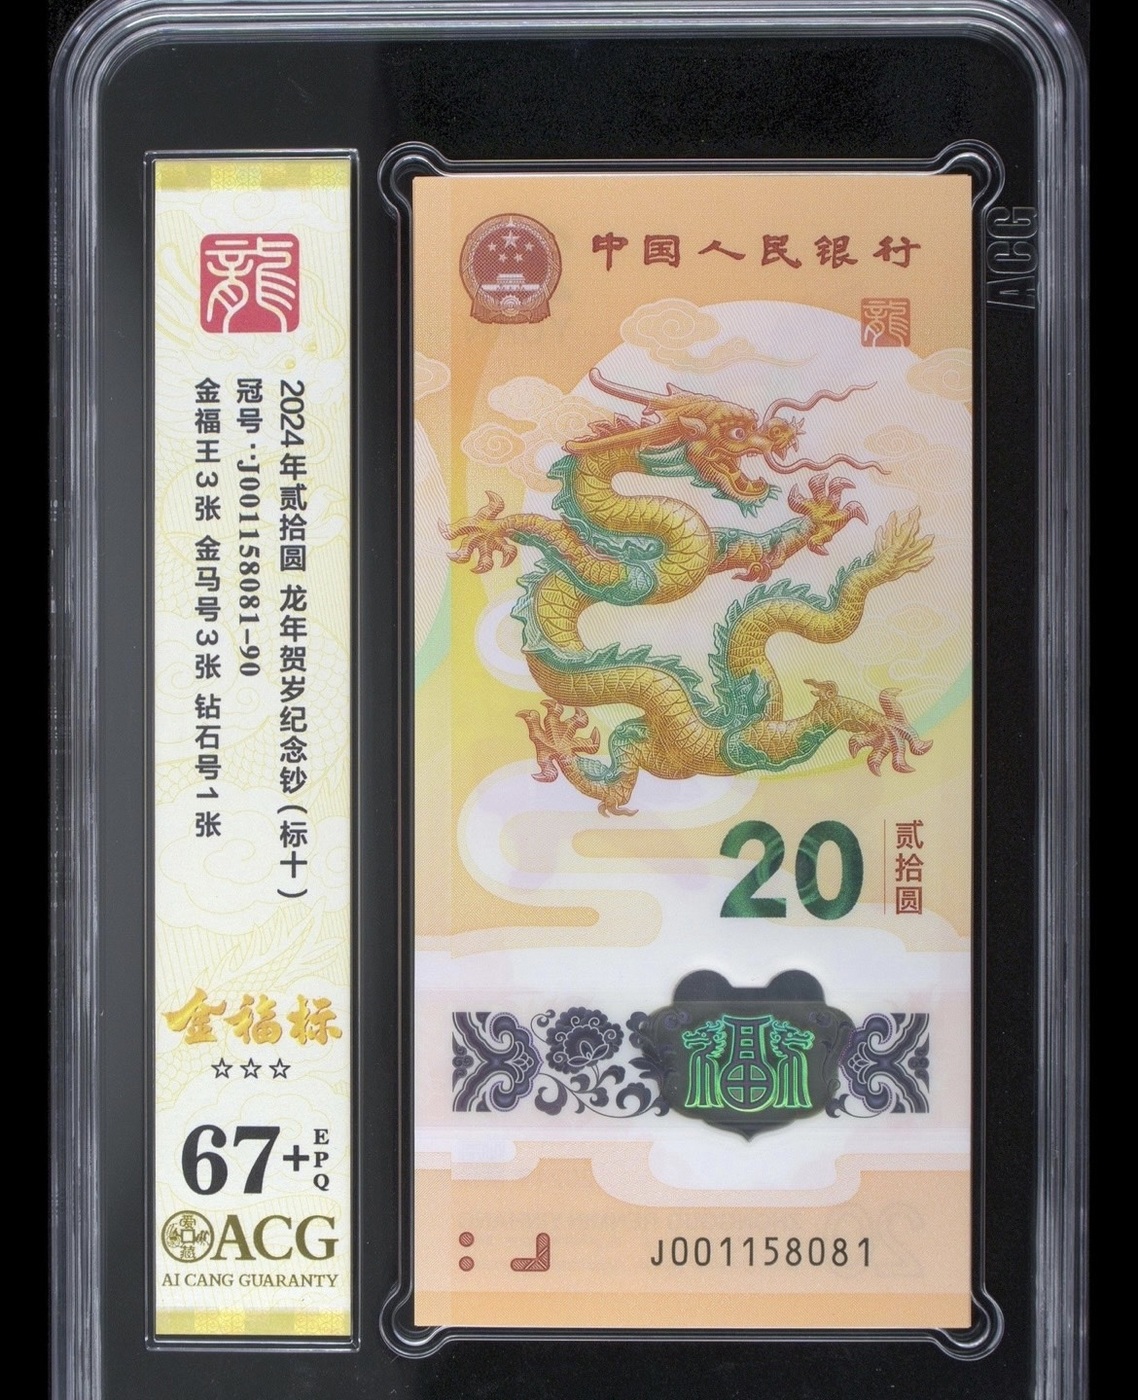 龍
2024年贰拾圆 龙年贺岁纪念钞（标十）
冠号：J001158081-90
金福王3张 金马号3张 钻石号1张
金福标
☆☆☆
67+EPQ
爱藏
ACG
AI CANG GUARANTY
中国人民银行
龍
20
贰拾圆
福
J001158081
ACG